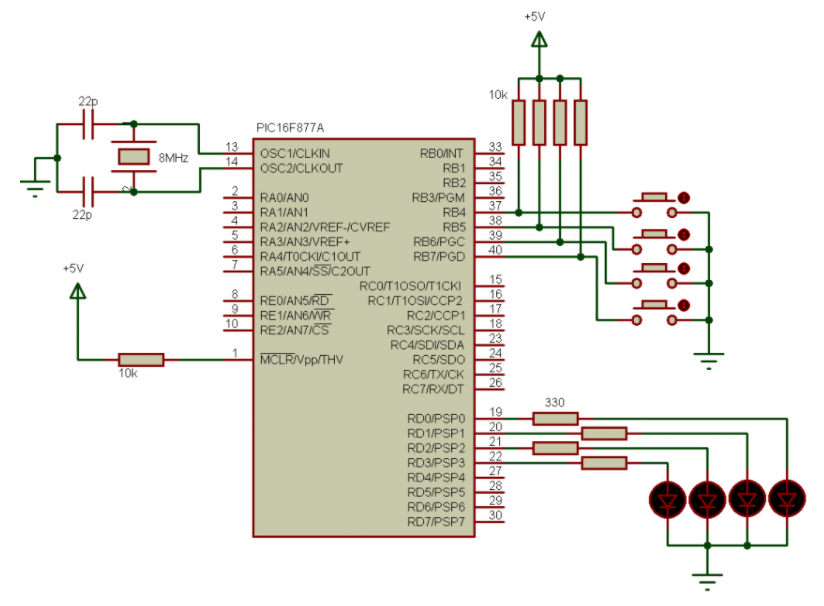 +5V
10k
22p
8MHz
22p
PIC16F877A
13 OSC1/CLKIN
14 OSC2/CLKOUT
2 RA0/AN0
3 RA1/AN1
4 RA2/AN2/VREF-/CVREF
5 RA3/AN3/VREF+
6 RA4/T0CKI/C1OUT
7 RA5/AN4/SS/C2OUT
8 RE0/AN5/RD
9 RE1/AN6/WR
10 RE2/AN7/CS
1 MCLR/Vpp/THV
RB0/INT 33
RB1 34
RB2 35
RB3/PGM 36
RB4 37
RB5 38
RB6/PGC 39
RB7/PGD 40
RC0/T1OSO/T1CKI 15
RC1/T1OSI/CCP2 16
RC2/CCP1 17
RC3/SCK/SCL 18
RC4/SDI/SDA 23
RC5/SDO 24
RC6/TX/CK 25
RC7/RX/DT 26
RD0/PSP0 19
RD1/PSP1 20
RD2/PSP2 21
RD3/PSP3 22
RD4/PSP4 27
RD5/PSP5 28
RD6/PSP6 29
RD7/PSP7 30
+5V
10k
330